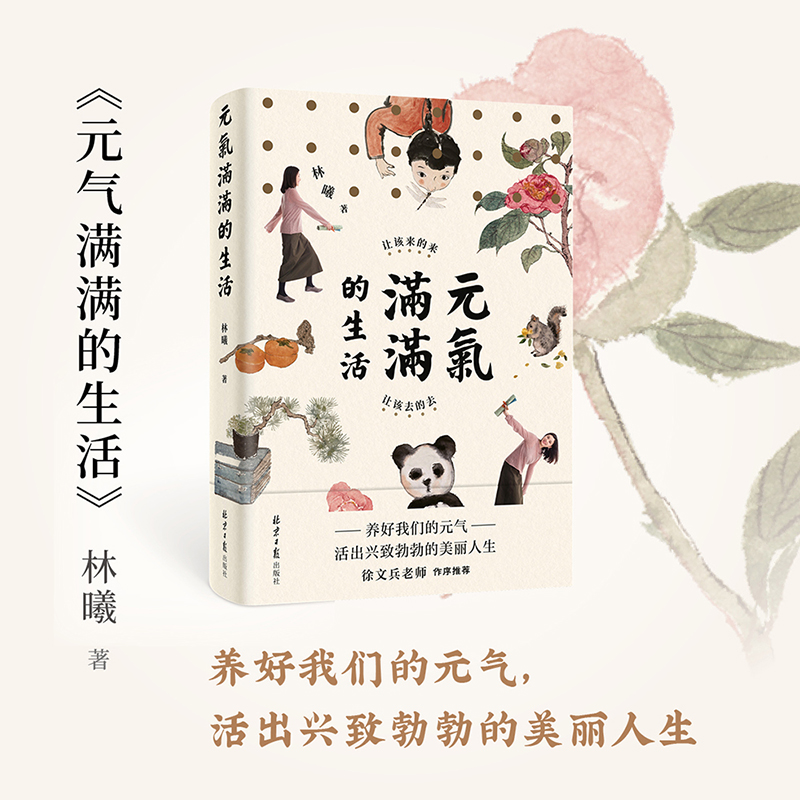 《元气满满的生活》
林曦
著
元氣滿滿的生活
林曦
著
北京日报出版社
林曦
著
让该来的来
元氣
滿滿
的生活
让该去的去
养好我们的元气
活出兴致勃勃的美丽人生
徐文兵老师 作序推荐
养好我们的元气,
活出兴致勃勃的美丽人生